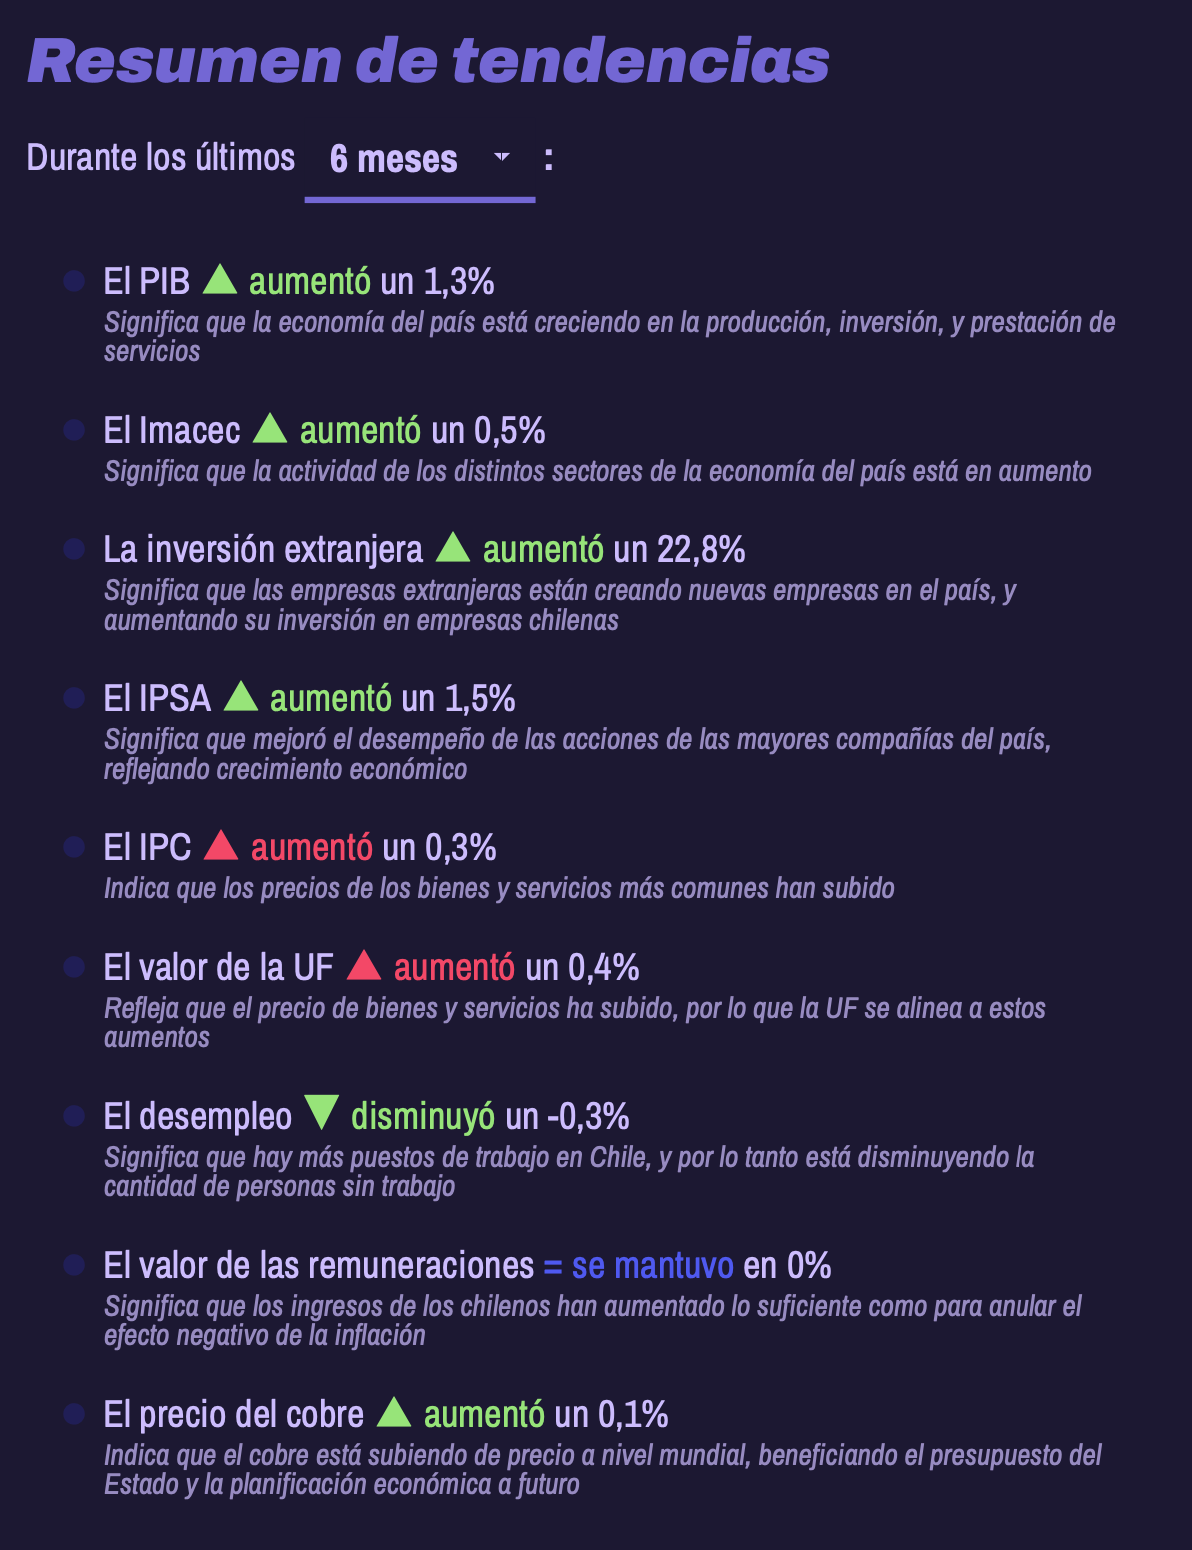 Resumen de tendencias
Durante los últimos 6 meses :
El PIB ▲ aumentó un 1,3%
Significa que la economía del país está creciendo en la producción, inversión, y prestación de
servicios
El Imacec ▲ aumentó un 0,5%
Significa que la actividad de los distintos sectores de la economía del país está en aumento
La inversión extranjera ▲ aumentó un 22,8%
Significa que las empresas extranjeras están creando nuevas empresas en el país, y
aumentando su inversión en empresas chilenas
El IPSA ▲ aumentó un 1,5%
Significa que mejoró el desempeño de las acciones de las mayores compañías del país,
reflejando crecimiento económico
El IPC ▲ aumentó un 0,3%
Indica que los precios de los bienes y servicios más comunes han subido
El valor de la UF ▲ aumentó un 0,4%
Refleja que el precio de bienes y servicios ha subido, por lo que la UF se alinea a estos
aumentos
El desempleo ▼ disminuyó un -0,3%
Significa que hay más puestos de trabajo en Chile, y por lo tanto está disminuyendo la
cantidad de personas sin trabajo
El valor de las remuneraciones = se mantuvo en 0%
Significa que los ingresos de los chilenos han aumentado lo suficiente como para anular el
efecto negativo de la inflación
El precio del cobre ▲ aumentó un 0,1%
Indica que el cobre está subiendo de precio a nivel mundial, beneficiando el presupuesto del
Estado y la planificación económica a futuro